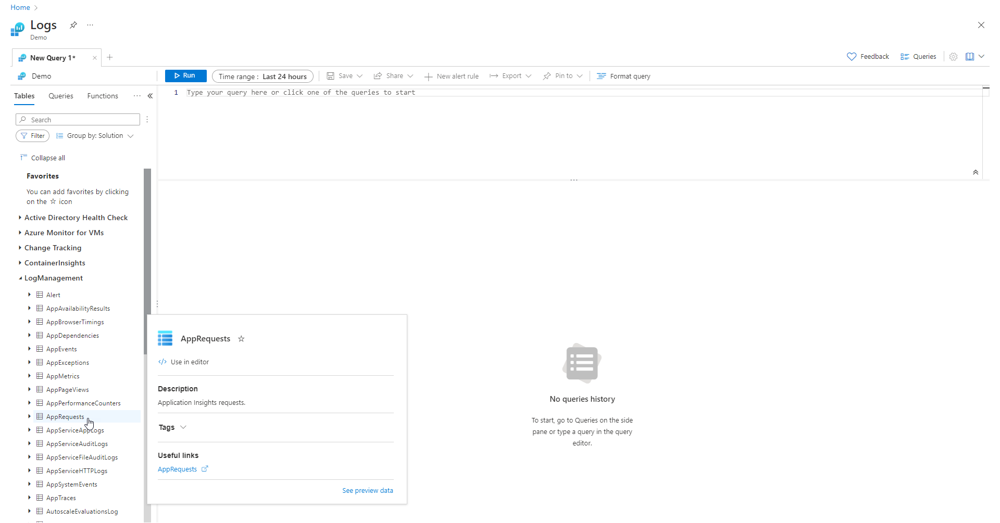 Home
Logs
Demo
New Query 1*
Feedback
Queries
Demo
Run
Time range : Last 24 hours
Save
Share
New alert rule
Export
Pin to
Format query
Tables
Queries
Functions
1
Type your query here or click one of the queries to start
Search
Filter
Group by: Solution
Collapse all
Favorites
You can add favorites by clicking
on the ☆ icon
Active Directory Health Check
Azure Monitor for VMs
Change Tracking
ContainerInsights
LogManagement
Alert
AppAvailabilityResults
AppBrowserTimings
AppDependencies
AppEvents
AppExceptions
AppMetrics
AppPageViews
AppPerformanceCounters
AppRequests
AppServiceAppLogs
AppServiceAuditLogs
AppServiceFileAuditLogs
AppServiceHTTPLogs
AppSystemEvents
AppTraces
AutoscaleEvaluationsLog
AppRequests
</> Use in editor
Description
Application Insights requests.
Tags
Useful links
AppRequests
See preview data
No queries history
To start, go to Queries on the side
pane or type a query in the query
editor.